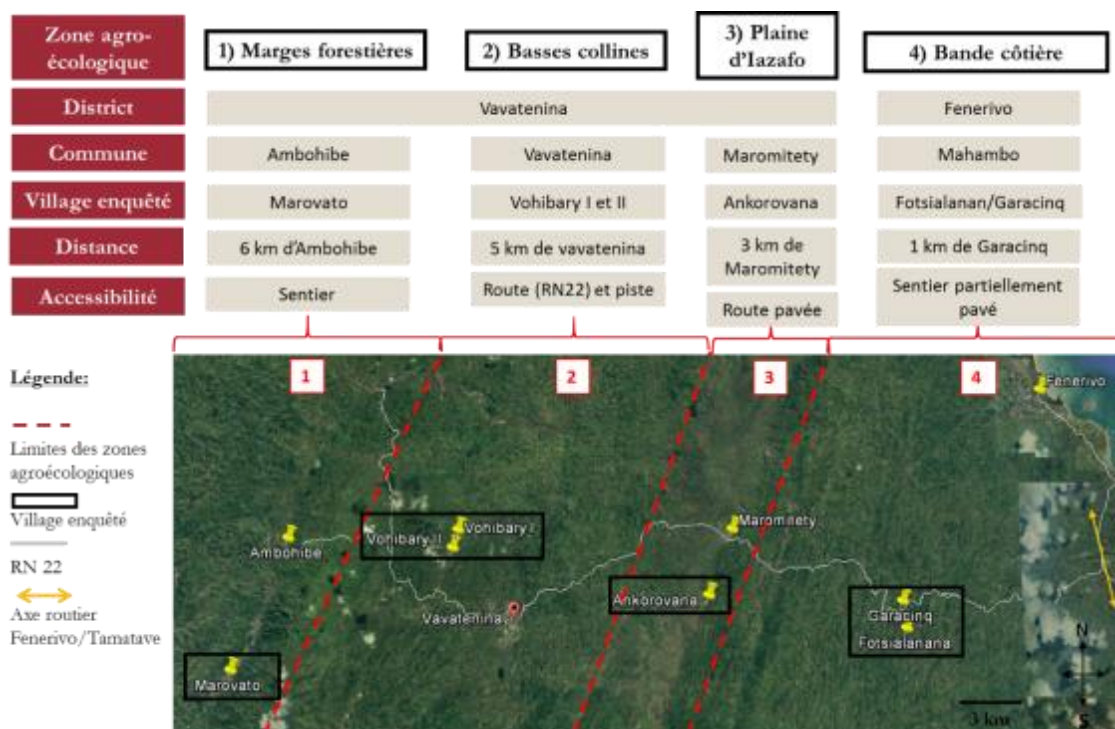 Zone agro-
écologique
1) Marges forestières
2) Basses collines
3) Plaine
d'Iazafo
4) Bande côtière
District
Vavatenina
Fenerivo
Commune
Ambohibe
Vavatenina
Maromitety
Mahambo
Village enquêté
Marovato
Vohibary I et II
Ankorovana
Fotsialanan/Garacinq
Distance
6 km d'Ambohibe
5 km de vavatenina
3 km de
Maromitety
1 km de Garacinq
Accessibilité
Sentier
Route (RN22) et piste
Route pavée
Sentier partiellement
pavé
Légende:
Limites des zones
agroécologiques
Village enquêté
RN 22
Axe routier
Fenerivo/Tamatave
1
2
3
4
Fenerivo
Ambohibe
Vohibary II
Vohibary I
Maromitety
Vavatenina
Ankorovana
Garacinq
Fotsialanana
Marovato
N
S
3 km